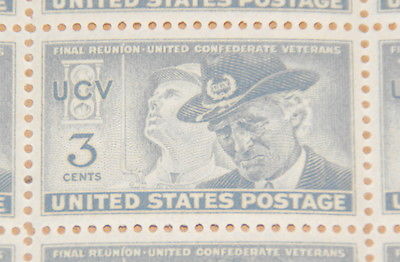 UNITED STATES POSTAGE
FINAL REUNION · UNITED CONFEDERATE VETERANS
UCV
3
CENTS
UNITED STATES POSTAGE
FINAL REUNION · UNITED CONFEDERATE VETERANS